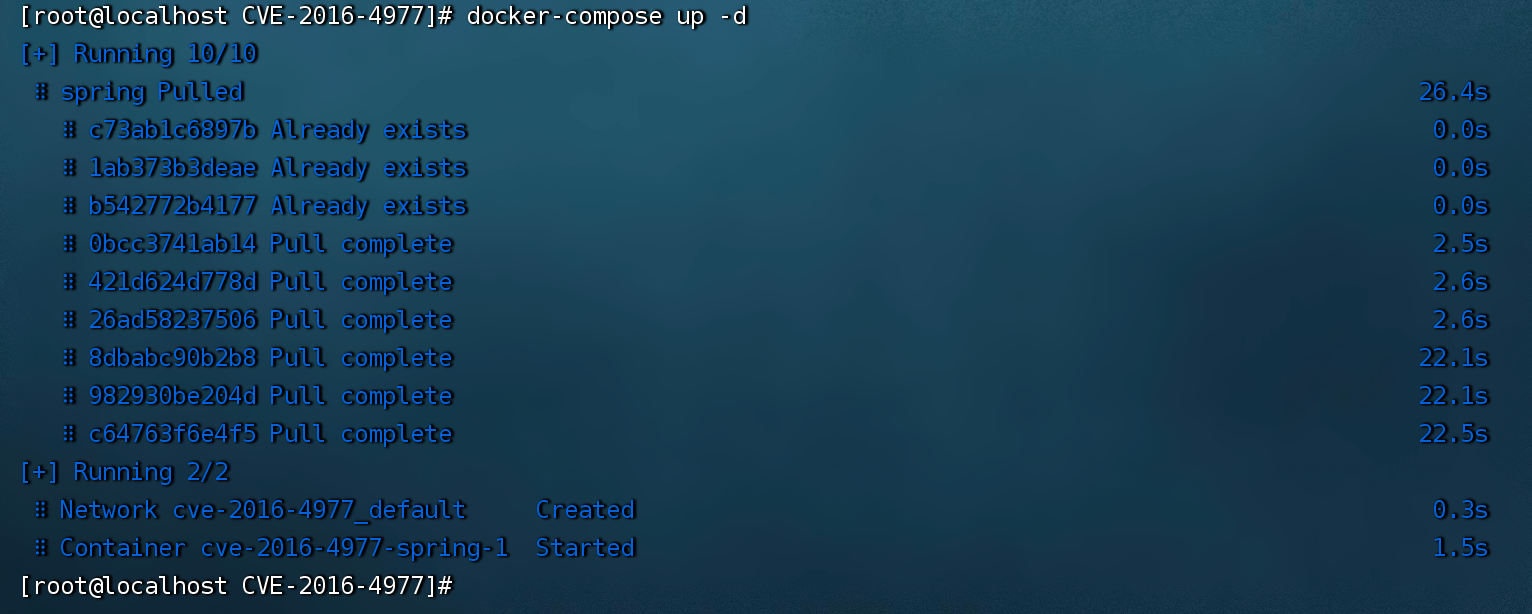 [root@localhost CVE-2016-4977]# docker-compose up -d
[+] Running 10/10
⠿ spring Pulled 26.4s
⠿ c73ab1c6897b Already exists 0.0s
⠿ 1ab373b3deae Already exists 0.0s
⠿ b542772b4177 Already exists 0.0s
⠿ 0bcc3741ab14 Pull complete 2.5s
⠿ 421d624d778d Pull complete 2.6s
⠿ 26ad58237506 Pull complete 2.6s
⠿ 8dbabc90b2b8 Pull complete 22.1s
⠿ 982930be204d Pull complete 22.1s
⠿ c64763f6e4f5 Pull complete 22.5s
[+] Running 2/2
⠿ Network cve-2016-4977_default Created 0.3s
⠿ Container cve-2016-4977-spring-1 Started 1.5s
[root@localhost CVE-2016-4977]#